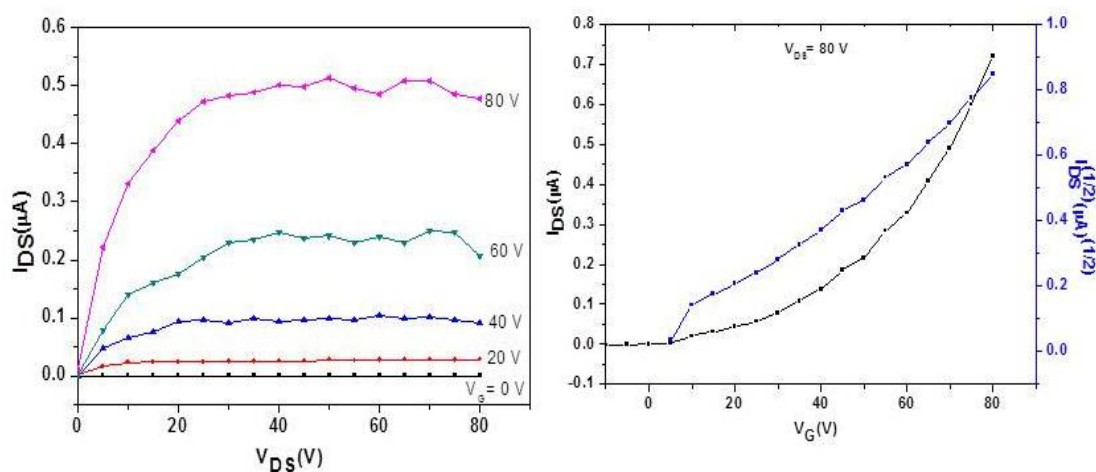 0.6
0.5
0.4
0.3
0.2
0.1
0.0
I_DS(µA)
80 V
60 V
40 V
20 V
V_G= 0 V
0 20 40 60 80
V_DS(V)
V_DS= 80 V
0.8
0.7
0.6
0.5
0.4
0.3
0.2
0.1
0.0
-0.1
I_DS(µA)
0 20 40 60 80
V_G(V)
1.0
0.8
0.6
0.4
0.2
0.0
I_DS^(1/2)(µA)^(1/2)